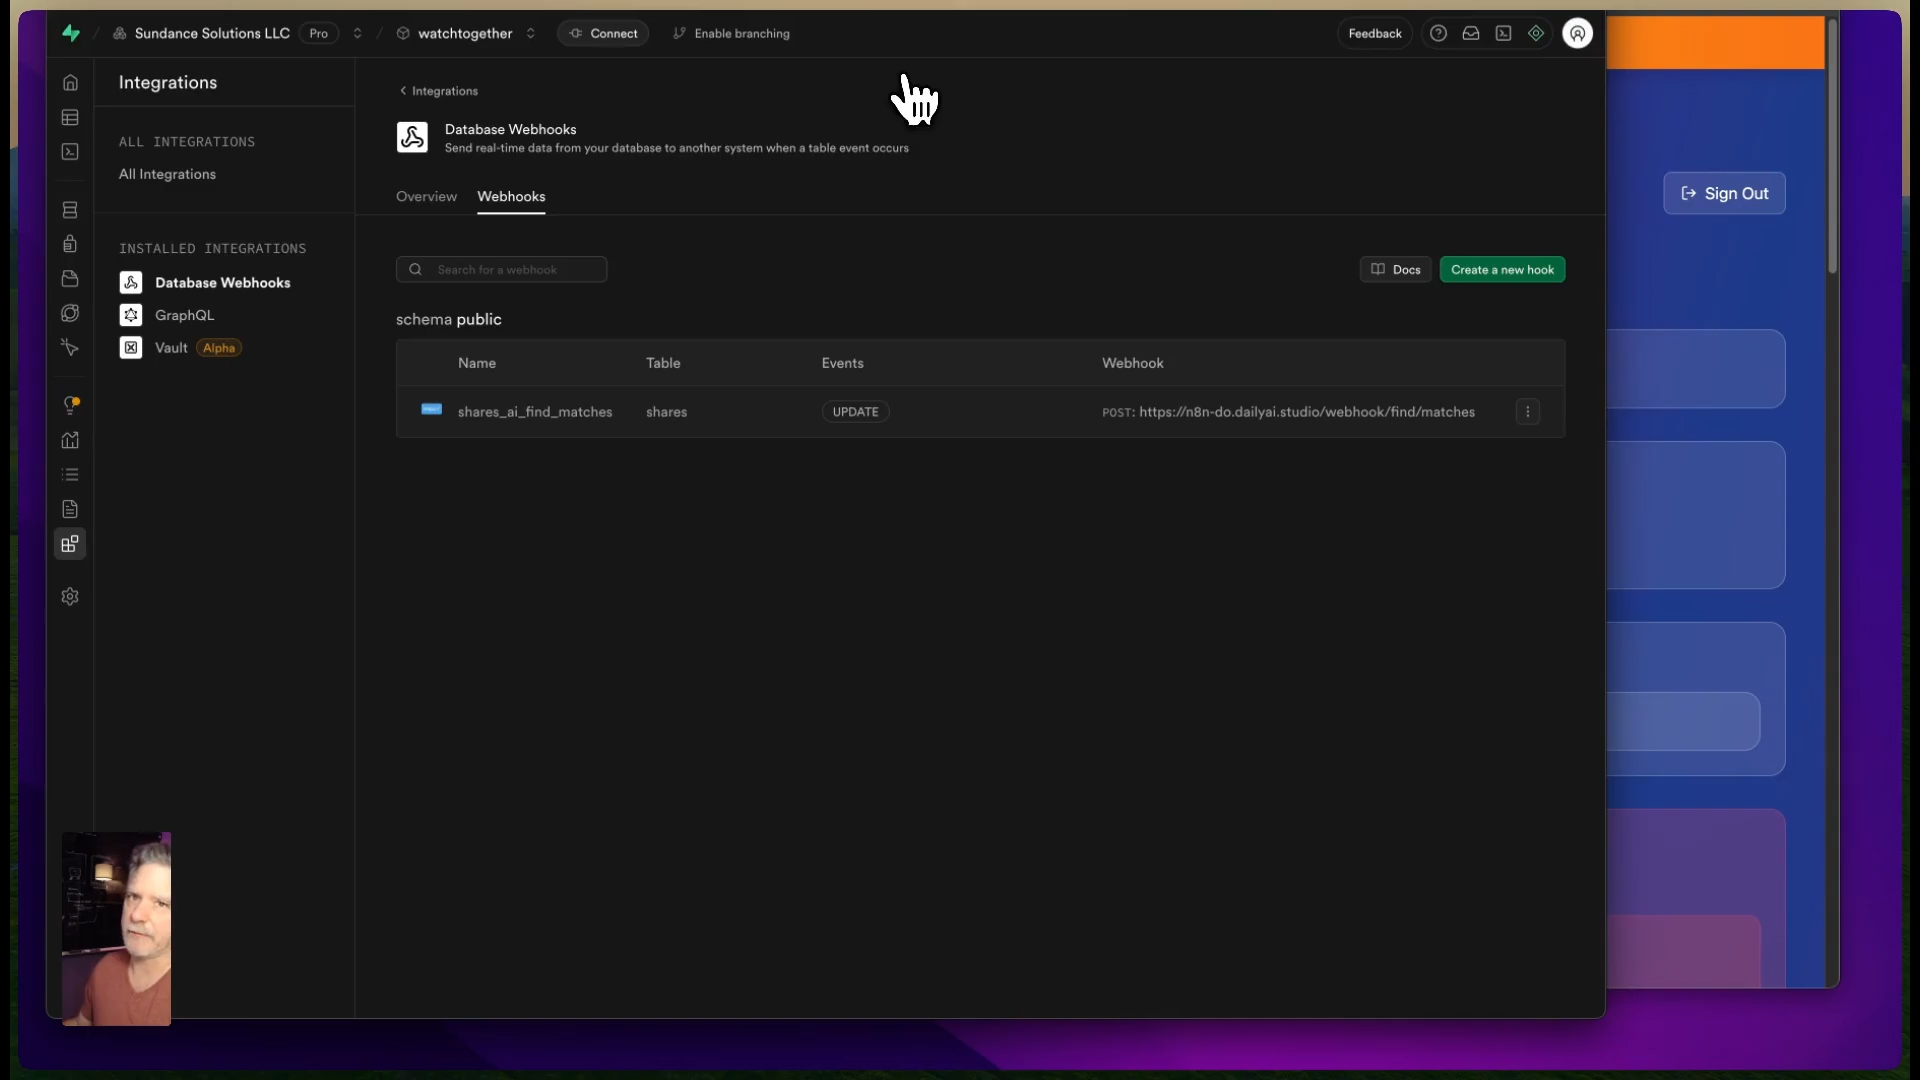 / Sundance Solutions LLC Pro / watchtogether Connect Enable branching Feedback
Integrations
ALL INTEGRATIONS
All Integrations
INSTALLED INTEGRATIONS
Database Webhooks
GraphQL
Vault Alpha
Integrations
Database Webhooks
Send real-time data from your database to another system when a table event occurs
Overview Webhooks
Search for a webhook Docs Create a new hook
schema public
Name Table Events Webhook
shares_ai_find_matches shares UPDATE POST: https://n8n-do.dailyai.studio/webhook/find/matches
Sign Out